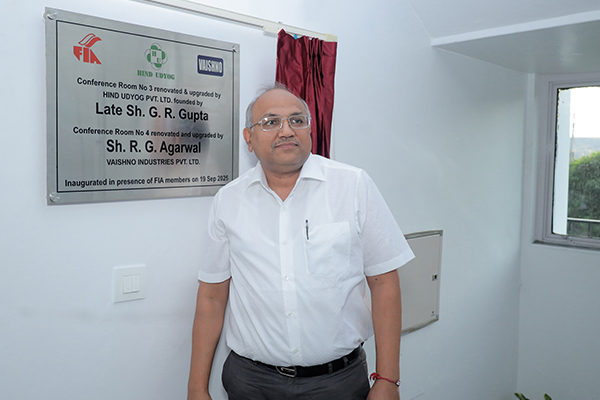 FIA
HIND UDYOG
VAISHNO
Conference Room No 3 renovated & upgraded by
HIND UDYOG PVT. LTD. founded by
Late Sh. G. R. Gupta
Conference Room No 4 renovated and upgraded by
Sh. R. G. Agarwal
VAISHNO INDUSTRIES PVT. LTD.
Inaugurated in presence of FIA members on 19 Sep 2025